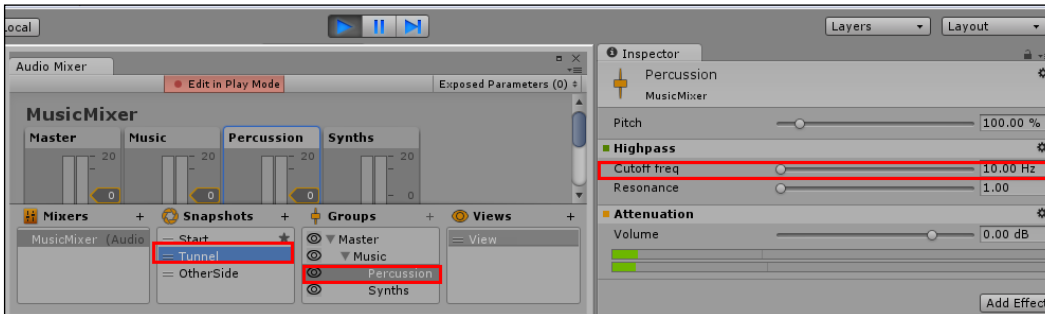 Local
Layers
Layout
Audio Mixer
Edit in Play Mode
Exposed Parameters (0)
MusicMixer
Master Music Percussion Synths
20 20 20 20
0 0 0 0
Mixers + Snapshots + Groups + Views +
MusicMixer (Audio
Start
Tunnel
OtherSide
Master
Music
Percussion
Synths
View
Inspector
Percussion
MusicMixer
Pitch 100.00 %
Highpass
Cutoff freq 10.00 Hz
Resonance 1.00
Attenuation
Volume 0.00 dB
Add Effect